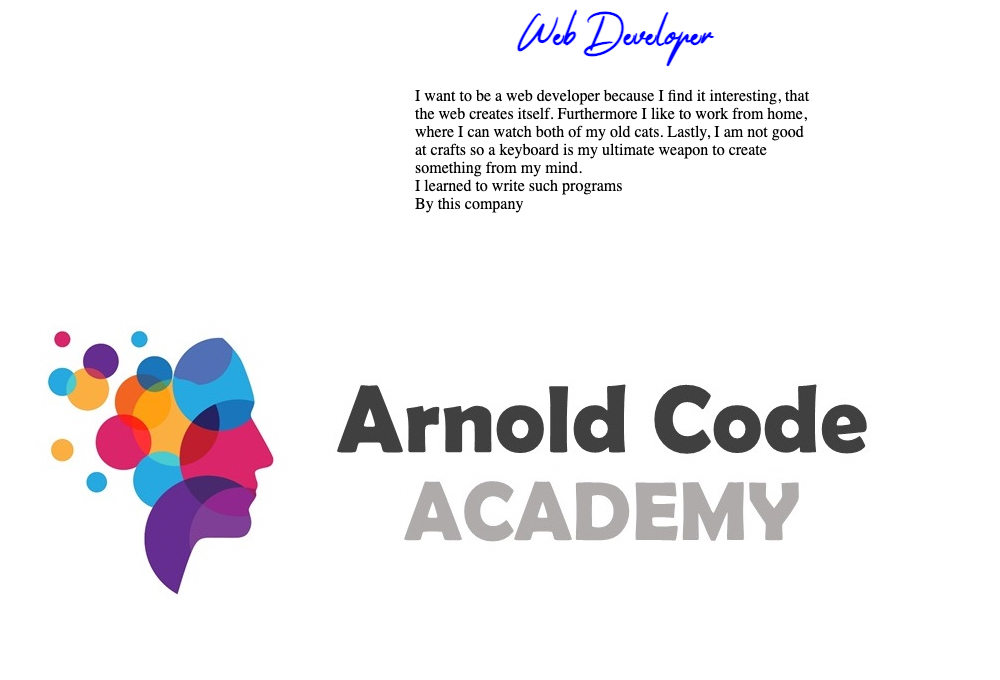 Web Developer
I want to be a web developer because I find it interesting, that
the web creates itself. Furthermore I like to work from home,
where I can watch both of my old cats. Lastly, I am not good
at crafts so a keyboard is my ultimate weapon to create
something from my mind.
I learned to write such programs
By this company
Arnold Code
ACADEMY